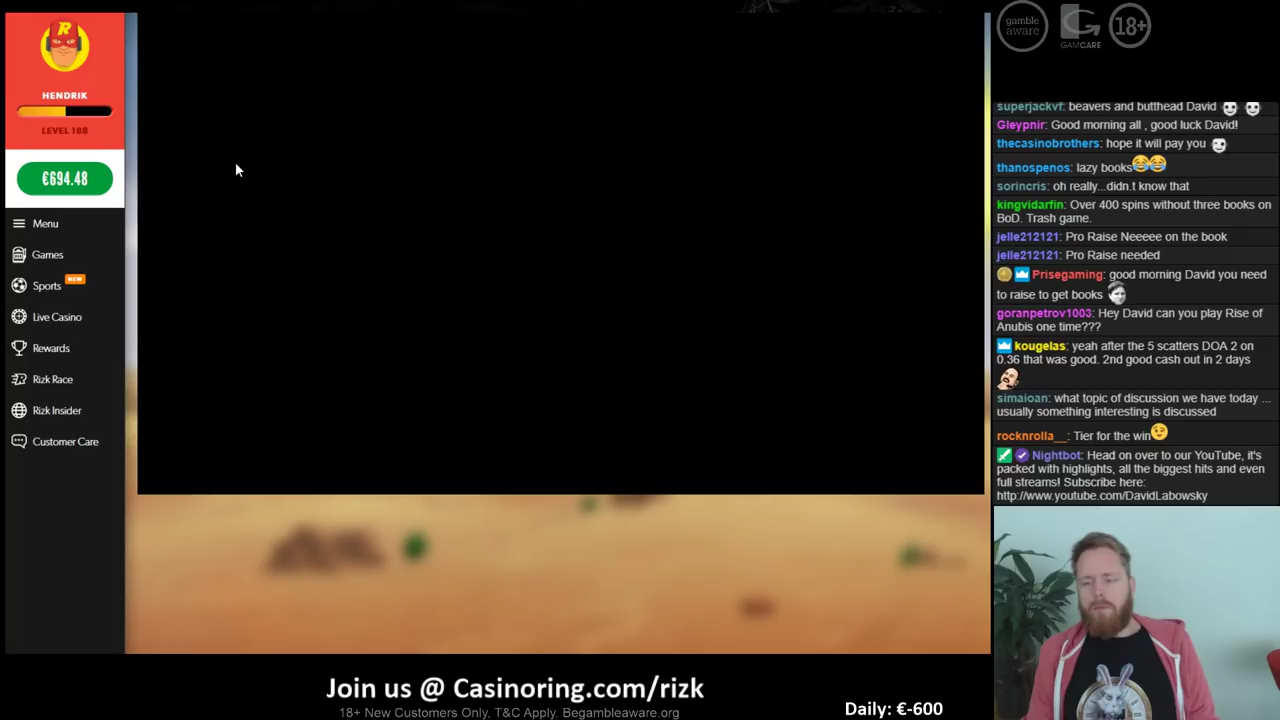 R
HENDRIK
LEVEL 188
€694.48
Menu
Games
Sports NEW
Live Casino
Rewards
Rizk Race
Rizk Insider
Customer Care
gamble
aware
GAMCARE
18+
superjackvf: beavers and butthead David
Gleypnir: Good morning all , good luck David!
thecasinobrothers: hope it will pay you
thanospenos: lazy books
sorincris: oh really...didn.t know that
kingvidarfin: Over 400 spins without three books on
BoD. Trash game.
jelle212121: Pro Raise Neeeee on the book
jelle212121: Pro Raise needed
Prisegaming: good morning David you need
to raise to get books
goranpetrov1003: Hey David can you play Rise of
Anubis one time???
kougelas: yeah after the 5 scatters DOA 2 on
0.36 that was good. 2nd good cash out in 2 days
simaioan: what topic of discussion we have today ...
usually something interesting is discussed
rocknrolla__: Tier for the win
Nightbot: Head on over to our YouTube, it's
packed with highlights, all the biggest hits and even
full streams! Subscribe here:
http://www.youtube.com/DavidLabowsky
Join us @ Casinoring.com/rizk
18+ New Customers Only, T&C Apply. Begambleaware.org
Daily: €-600